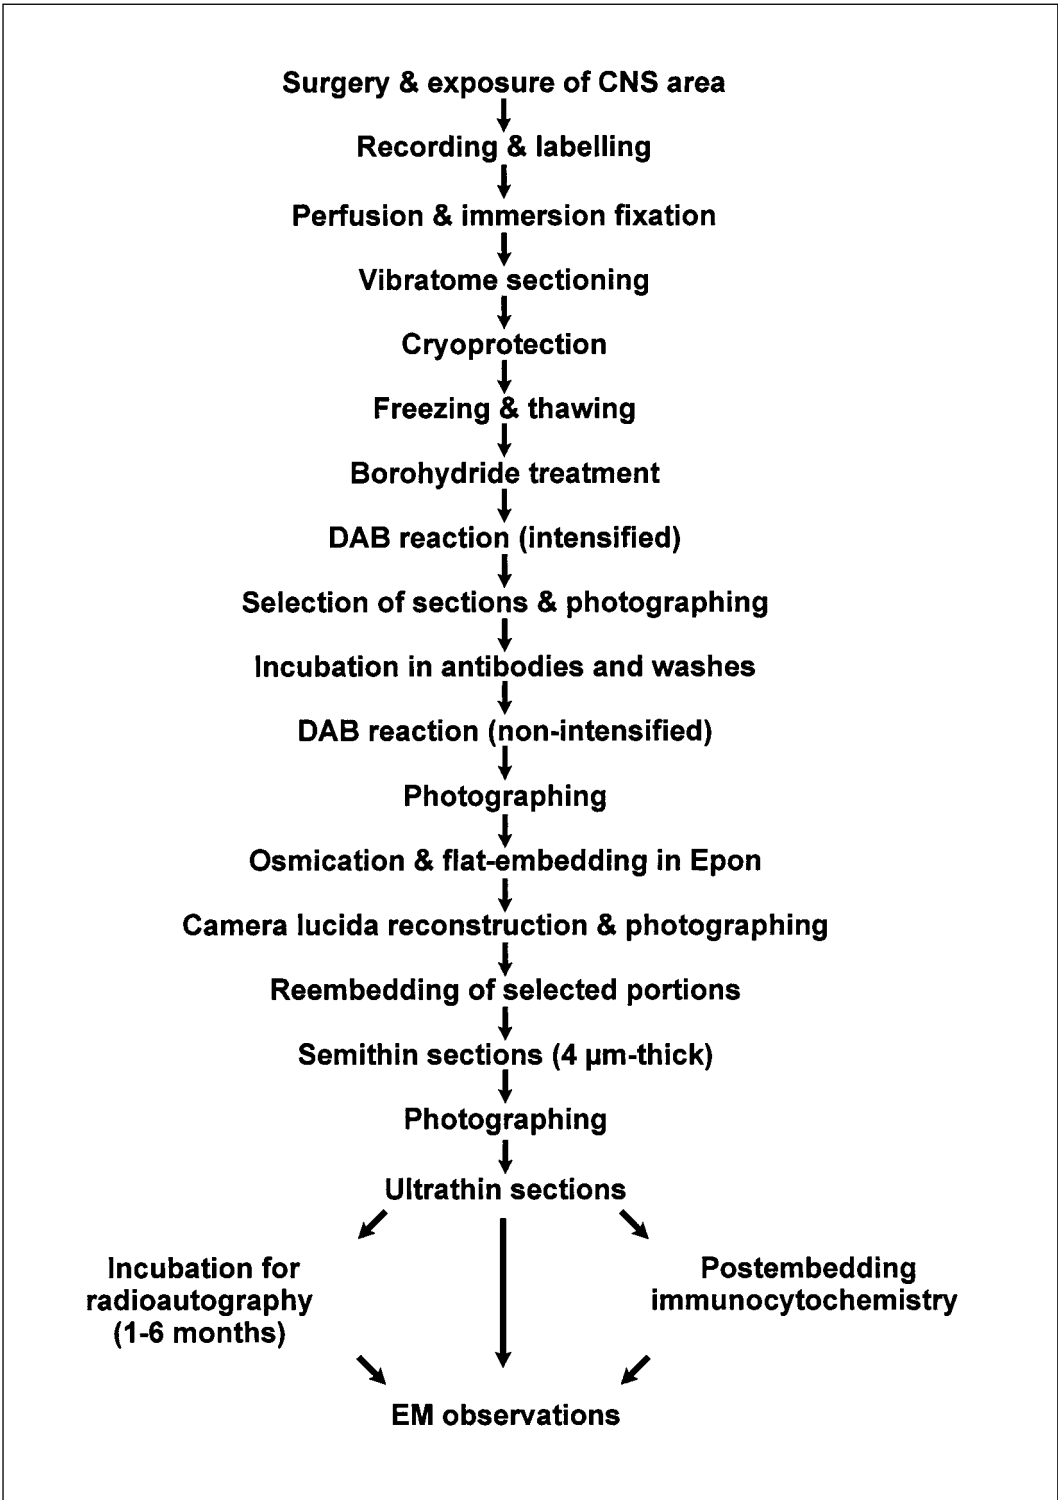 Surgery & exposure of CNS area
Recording & labelling
Perfusion & immersion fixation
Vibratome sectioning
Cryoprotection
Freezing & thawing
Borohydride treatment
DAB reaction (intensified)
Selection of sections & photographing
Incubation in antibodies and washes
DAB reaction (non-intensified)
Photographing
Osmication & flat-embedding in Epon
Camera lucida reconstruction & photographing
Reembedding of selected portions
Semithin sections (4 µm-thick)
Photographing
Ultrathin sections
Incubation for
radioautography
(1-6 months)
Postembedding
immunocytochemistry
EM observations